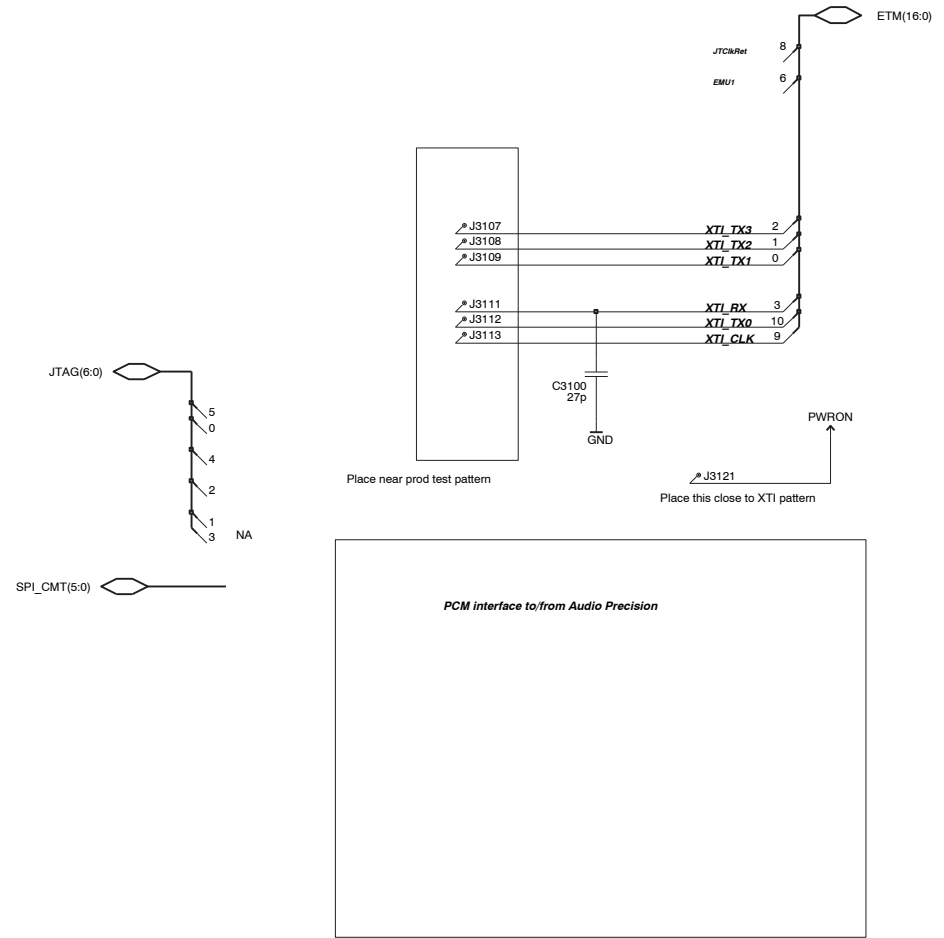 ETM(16:0)
JTClkRet 8
EMU1 6
J3107 XTI_TX3 2
J3108 XTI_TX2 1
J3109 XTI_TX1 0
J3111 XTI_RX 3
J3112 XTI_TX0 10
J3113 XTI_CLK 9
JTAG(6:0)
C3100
27p
5
0
4
2
1
3 NA
GND
PWRON
J3121
Place near prod test pattern
Place this close to XTI pattern
SPI_CMT(5:0)
PCM interface to/from Audio Precision